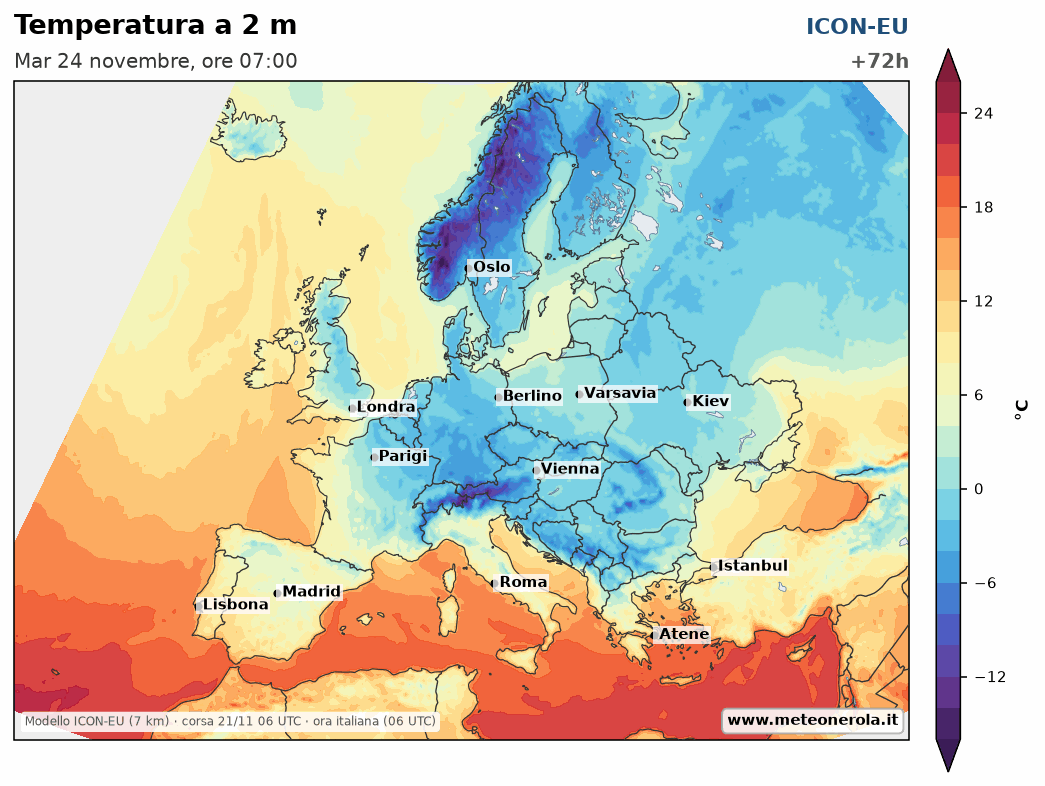 Temperatura a 2 m
ICON-EU
Mar 24 novembre, ore 07:00
+72h
24
18
12
6
0
−6
−12
°C
Oslo
Londra
Berlino
Varsavia
Kiev
Parigi
Vienna
Istanbul
Roma
Madrid
Lisbona
Atene
Modello ICON-EU (7 km) · corsa 21/11 06 UTC · ora italiana (06 UTC)
www.meteonerola.it